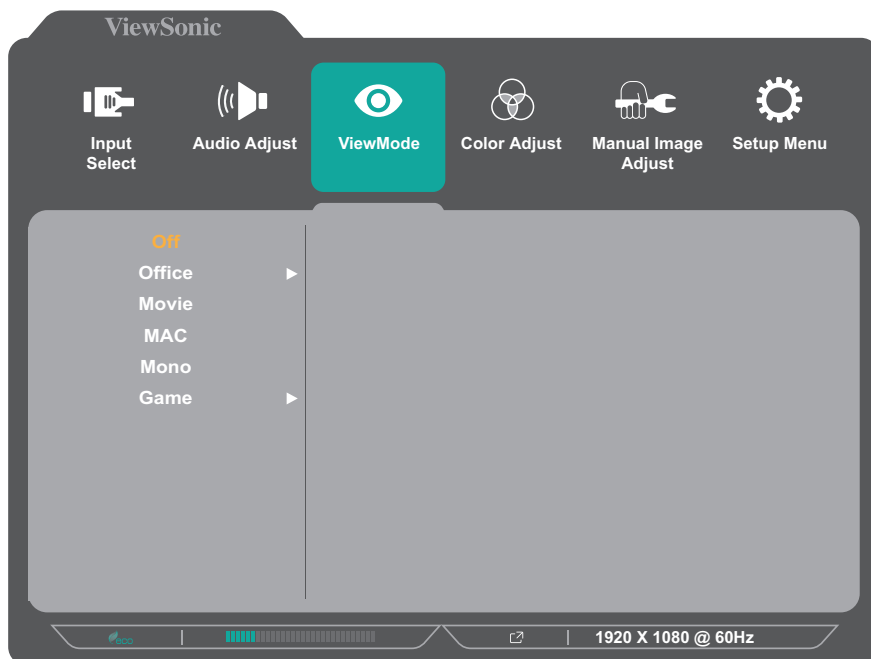 ViewSonic
Input
Select
Audio Adjust
ViewMode
Color Adjust
Manual Image
Adjust
Setup Menu
Off
Office
Movie
MAC
Mono
Game
eco
1920 X 1080 @ 60Hz